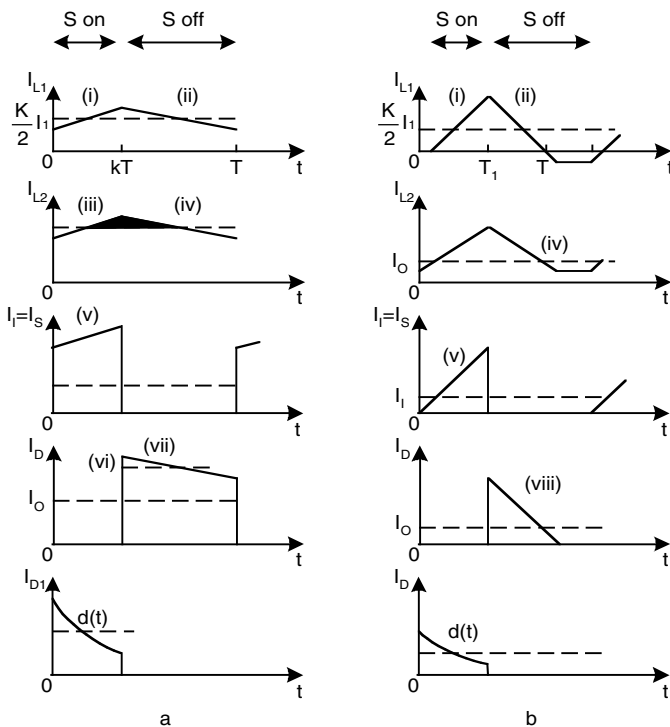 S on S off
I_L1
(i) (ii)
K/2 I_1
0 kT T t
I_L2
(iii) (iv)
0 t
I_I=I_S
(v)
0 t
I_D
(vi) (vii)
I_O
0 t
I_D1
d(t)
0 t
a
S on S off
I_L1
(i) (ii)
K/2 I_1
0 T_1 T t
I_L2
(iv)
I_O
0 t
I_I=I_S
(v)
I_I
0 t
I_D
(viii)
I_O
0 t
I_D
d(t)
0 t
b